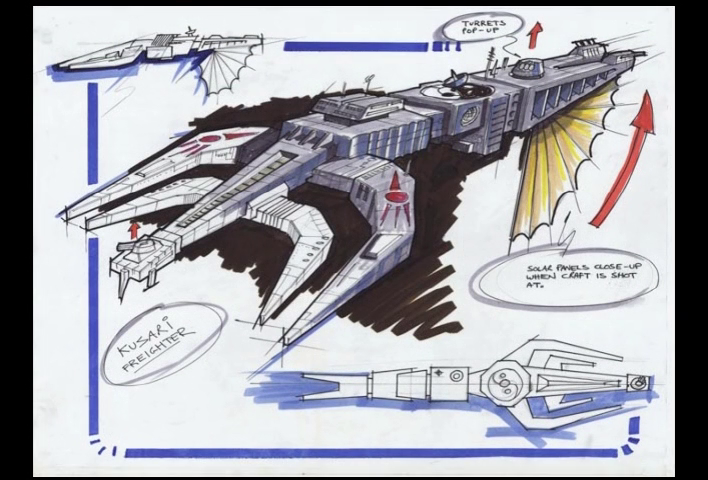 TURRETS
POP-UP
SOLAR PANELS CLOSE-UP
WHEN CRAFT IS SHOT
AT.
KUSARI
FREIGHTER